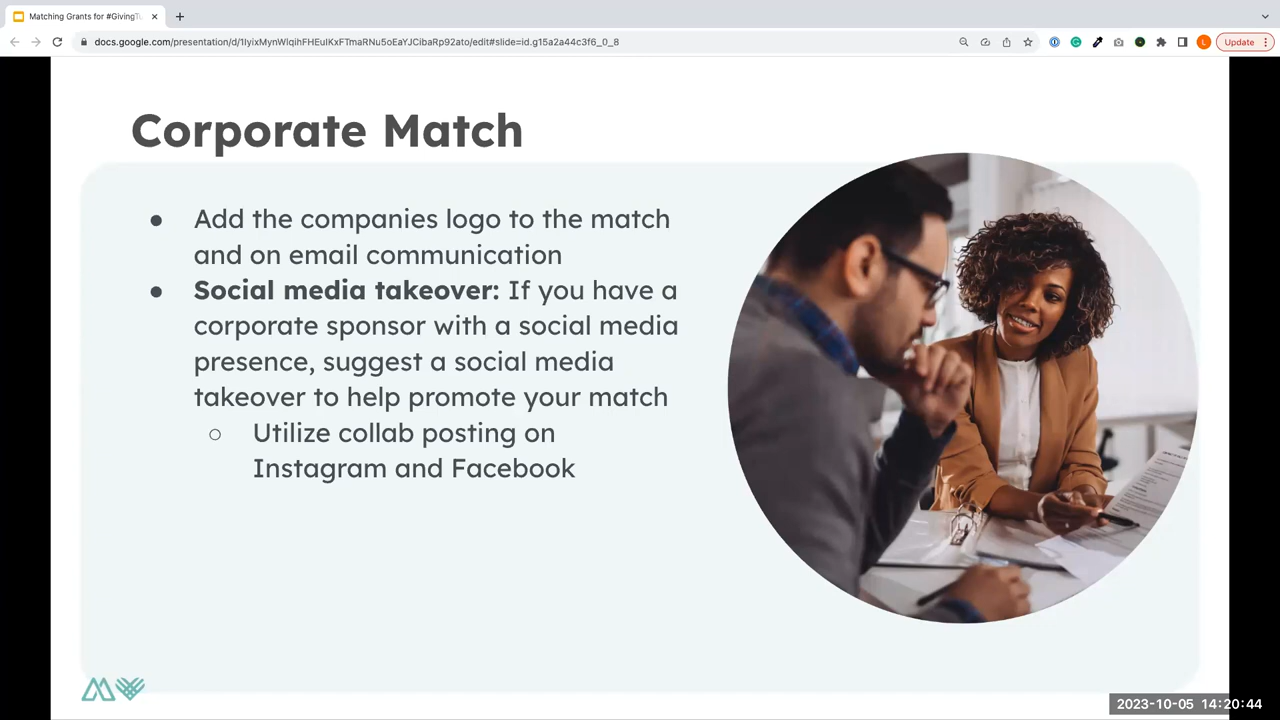 Matching Grants for #GivingTu
docs.google.com/presentation/d/1IyixMynWlqihFHEuIKxFTmaRNu5oEaYJCibaRp92ato/edit#slide=id.g15a2a44c3f6_0_8
L
Update
Corporate Match
● Add the companies logo to the match
and on email communication
● Social media takeover: If you have a
corporate sponsor with a social media
presence, suggest a social media
takeover to help promote your match
○ Utilize collab posting on
Instagram and Facebook
2023-10-05 14:20:44